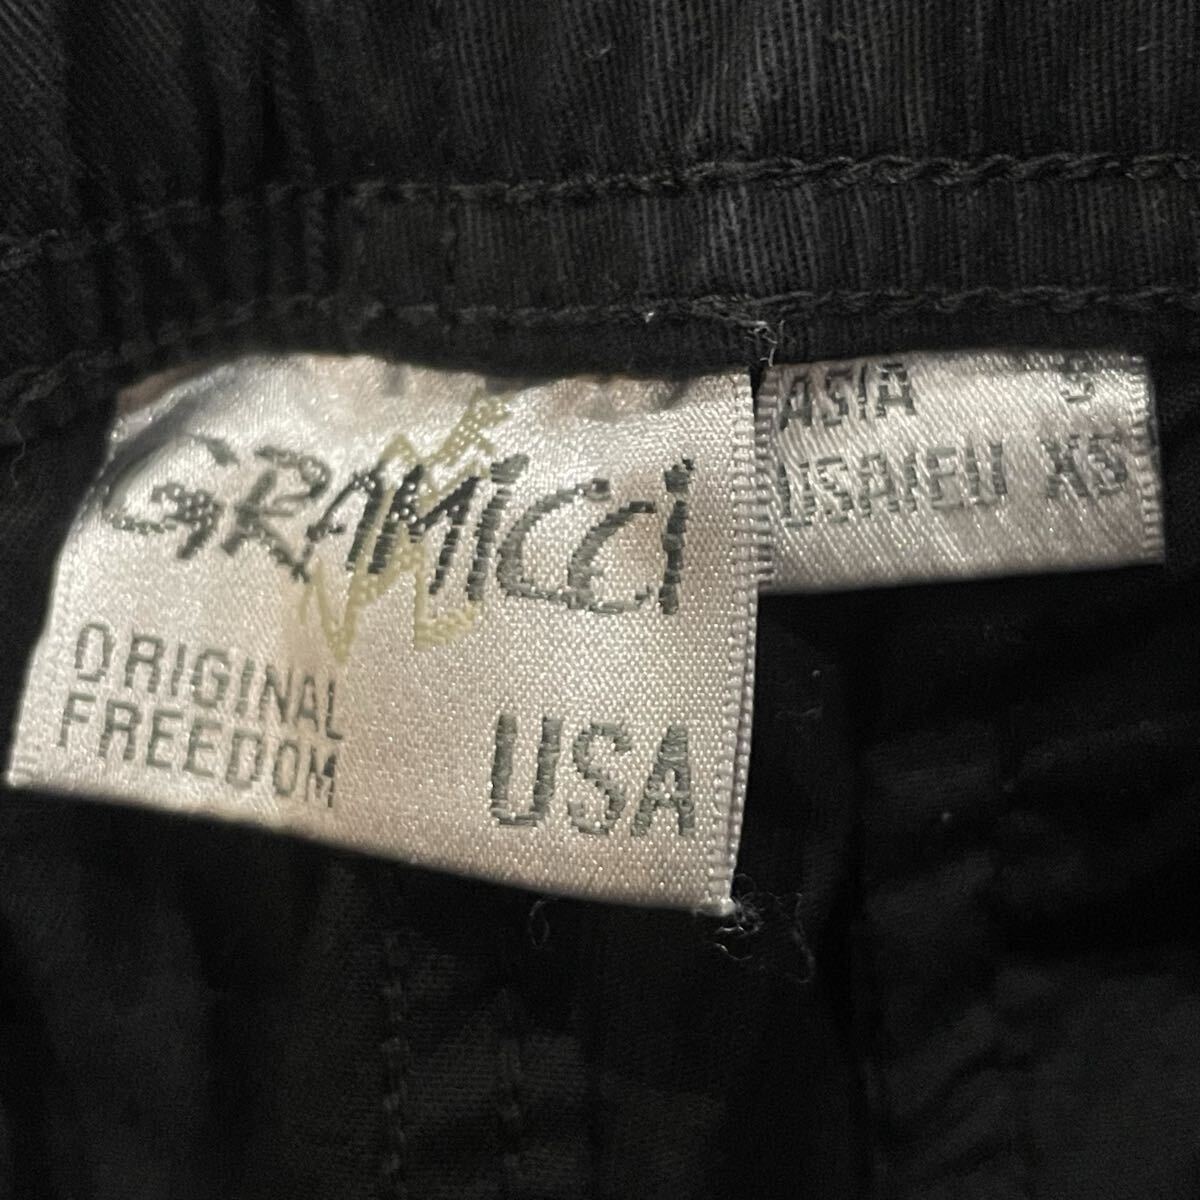 GRAMiCCi
ORIGINAL
FREEDOM
USA
ASIA S
USA/EU XS